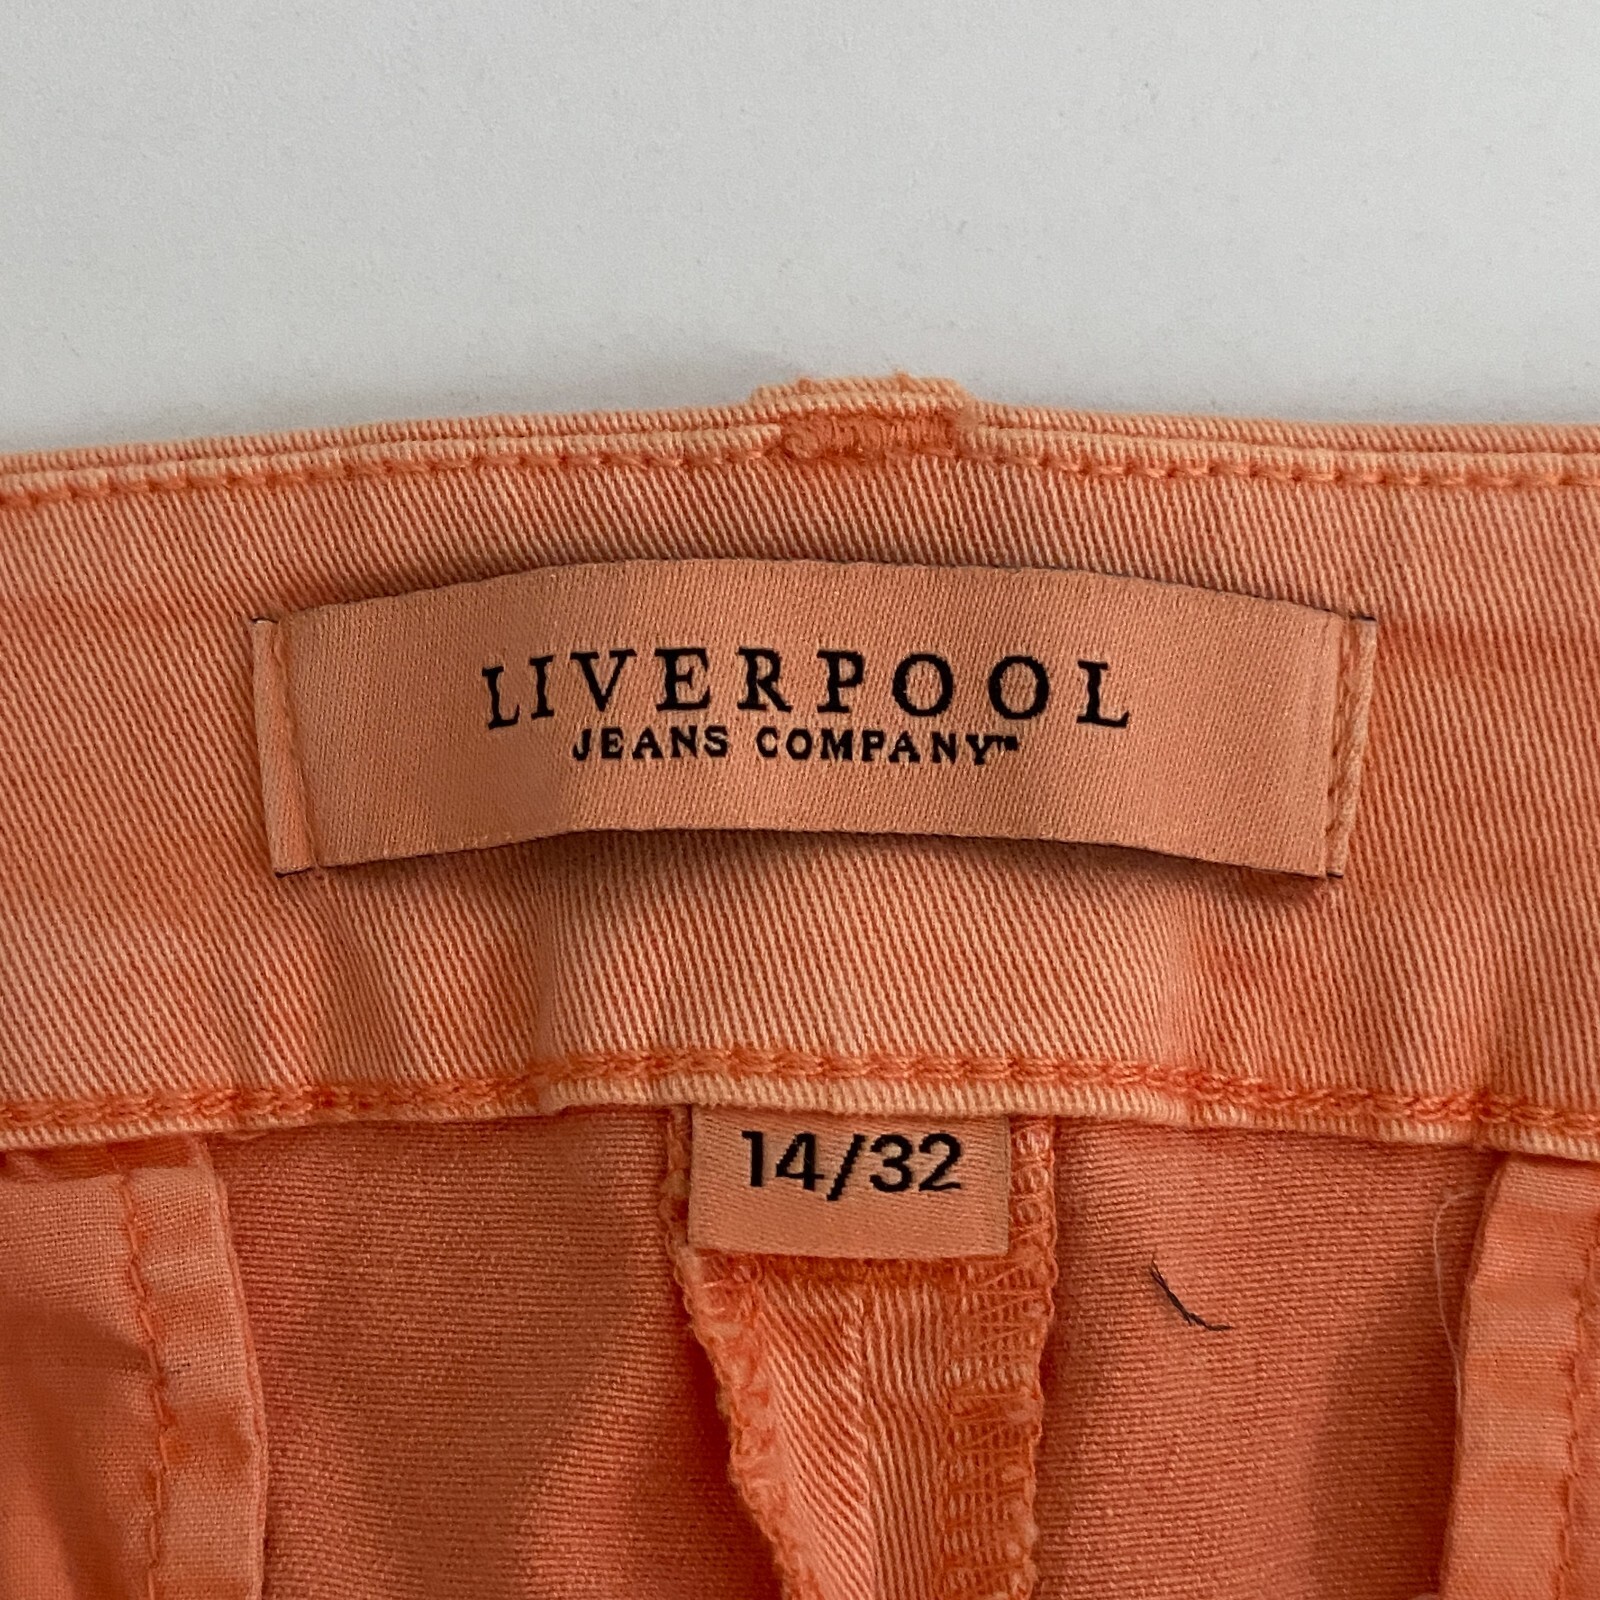 LIVERPOOL
JEANS COMPANY™
14/32